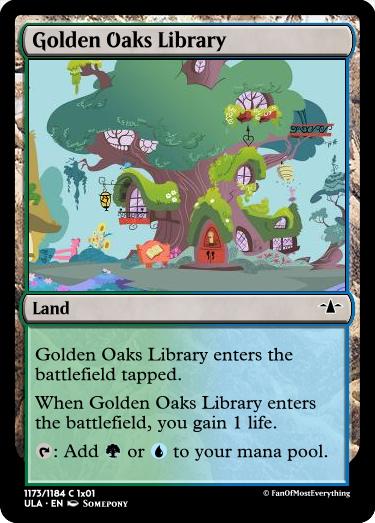 Golden Oaks Library
Land
Golden Oaks Library enters the
battlefield tapped.
When Golden Oaks Library enters
the battlefield, you gain 1 life.
: Add or to your mana pool.
1173/1184 C 1x01
ULA • EN Somepony
© FanOfMostEverything